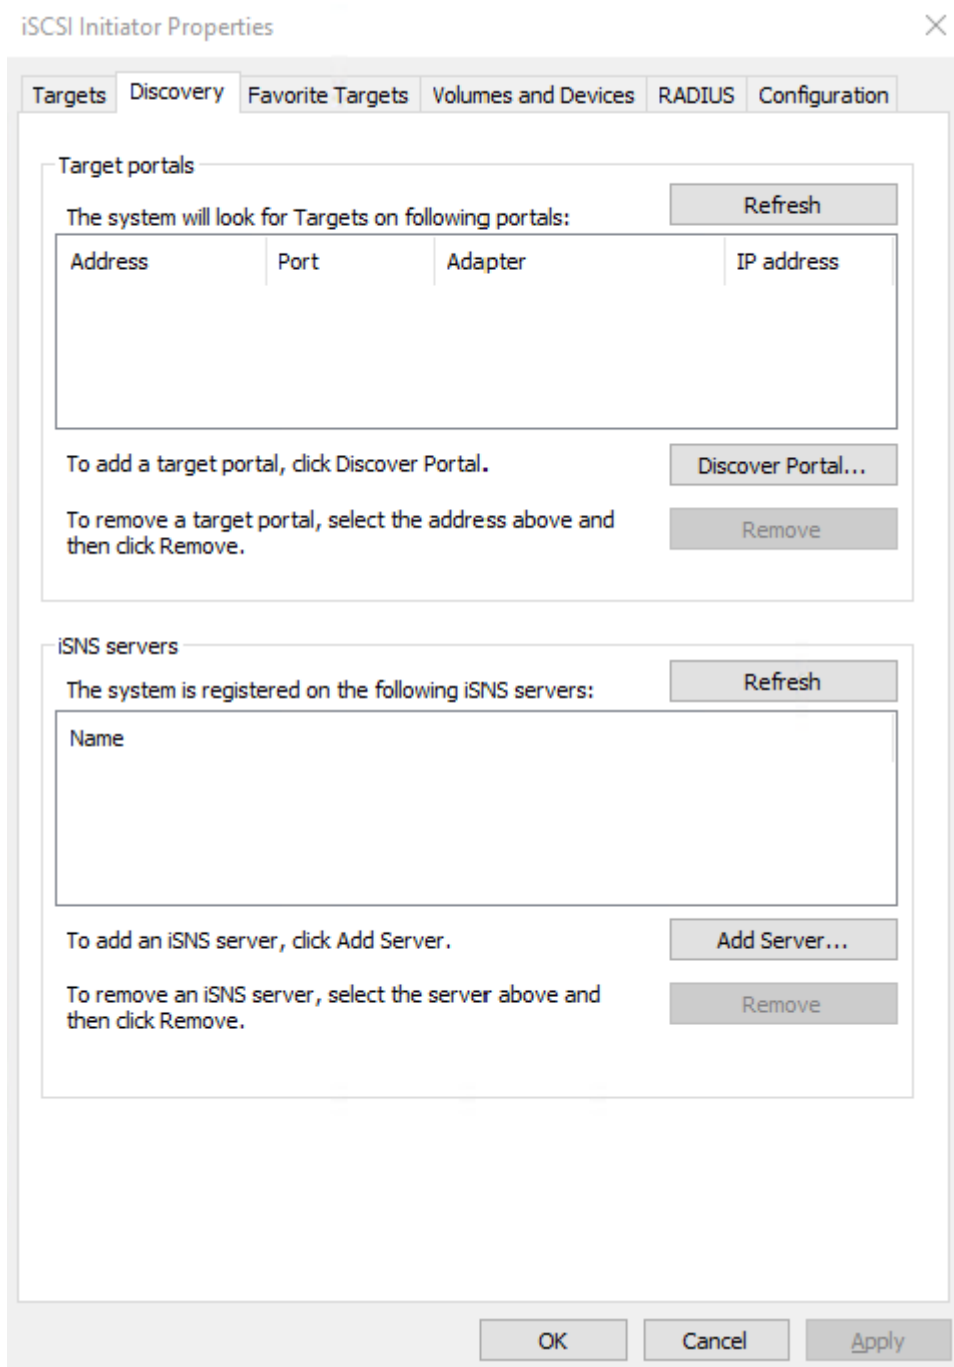 iSCSI Initiator Properties
Targets Discovery Favorite Targets Volumes and Devices RADIUS Configuration
Target portals
The system will look for Targets on following portals:
Refresh
Address Port Adapter IP address
To add a target portal, click Discover Portal.
Discover Portal...
To remove a target portal, select the address above and
then click Remove.
Remove
iSNS servers
The system is registered on the following iSNS servers:
Refresh
Name
To add an iSNS server, click Add Server.
Add Server...
To remove an iSNS server, select the server above and
then click Remove.
Remove
OK Cancel Apply